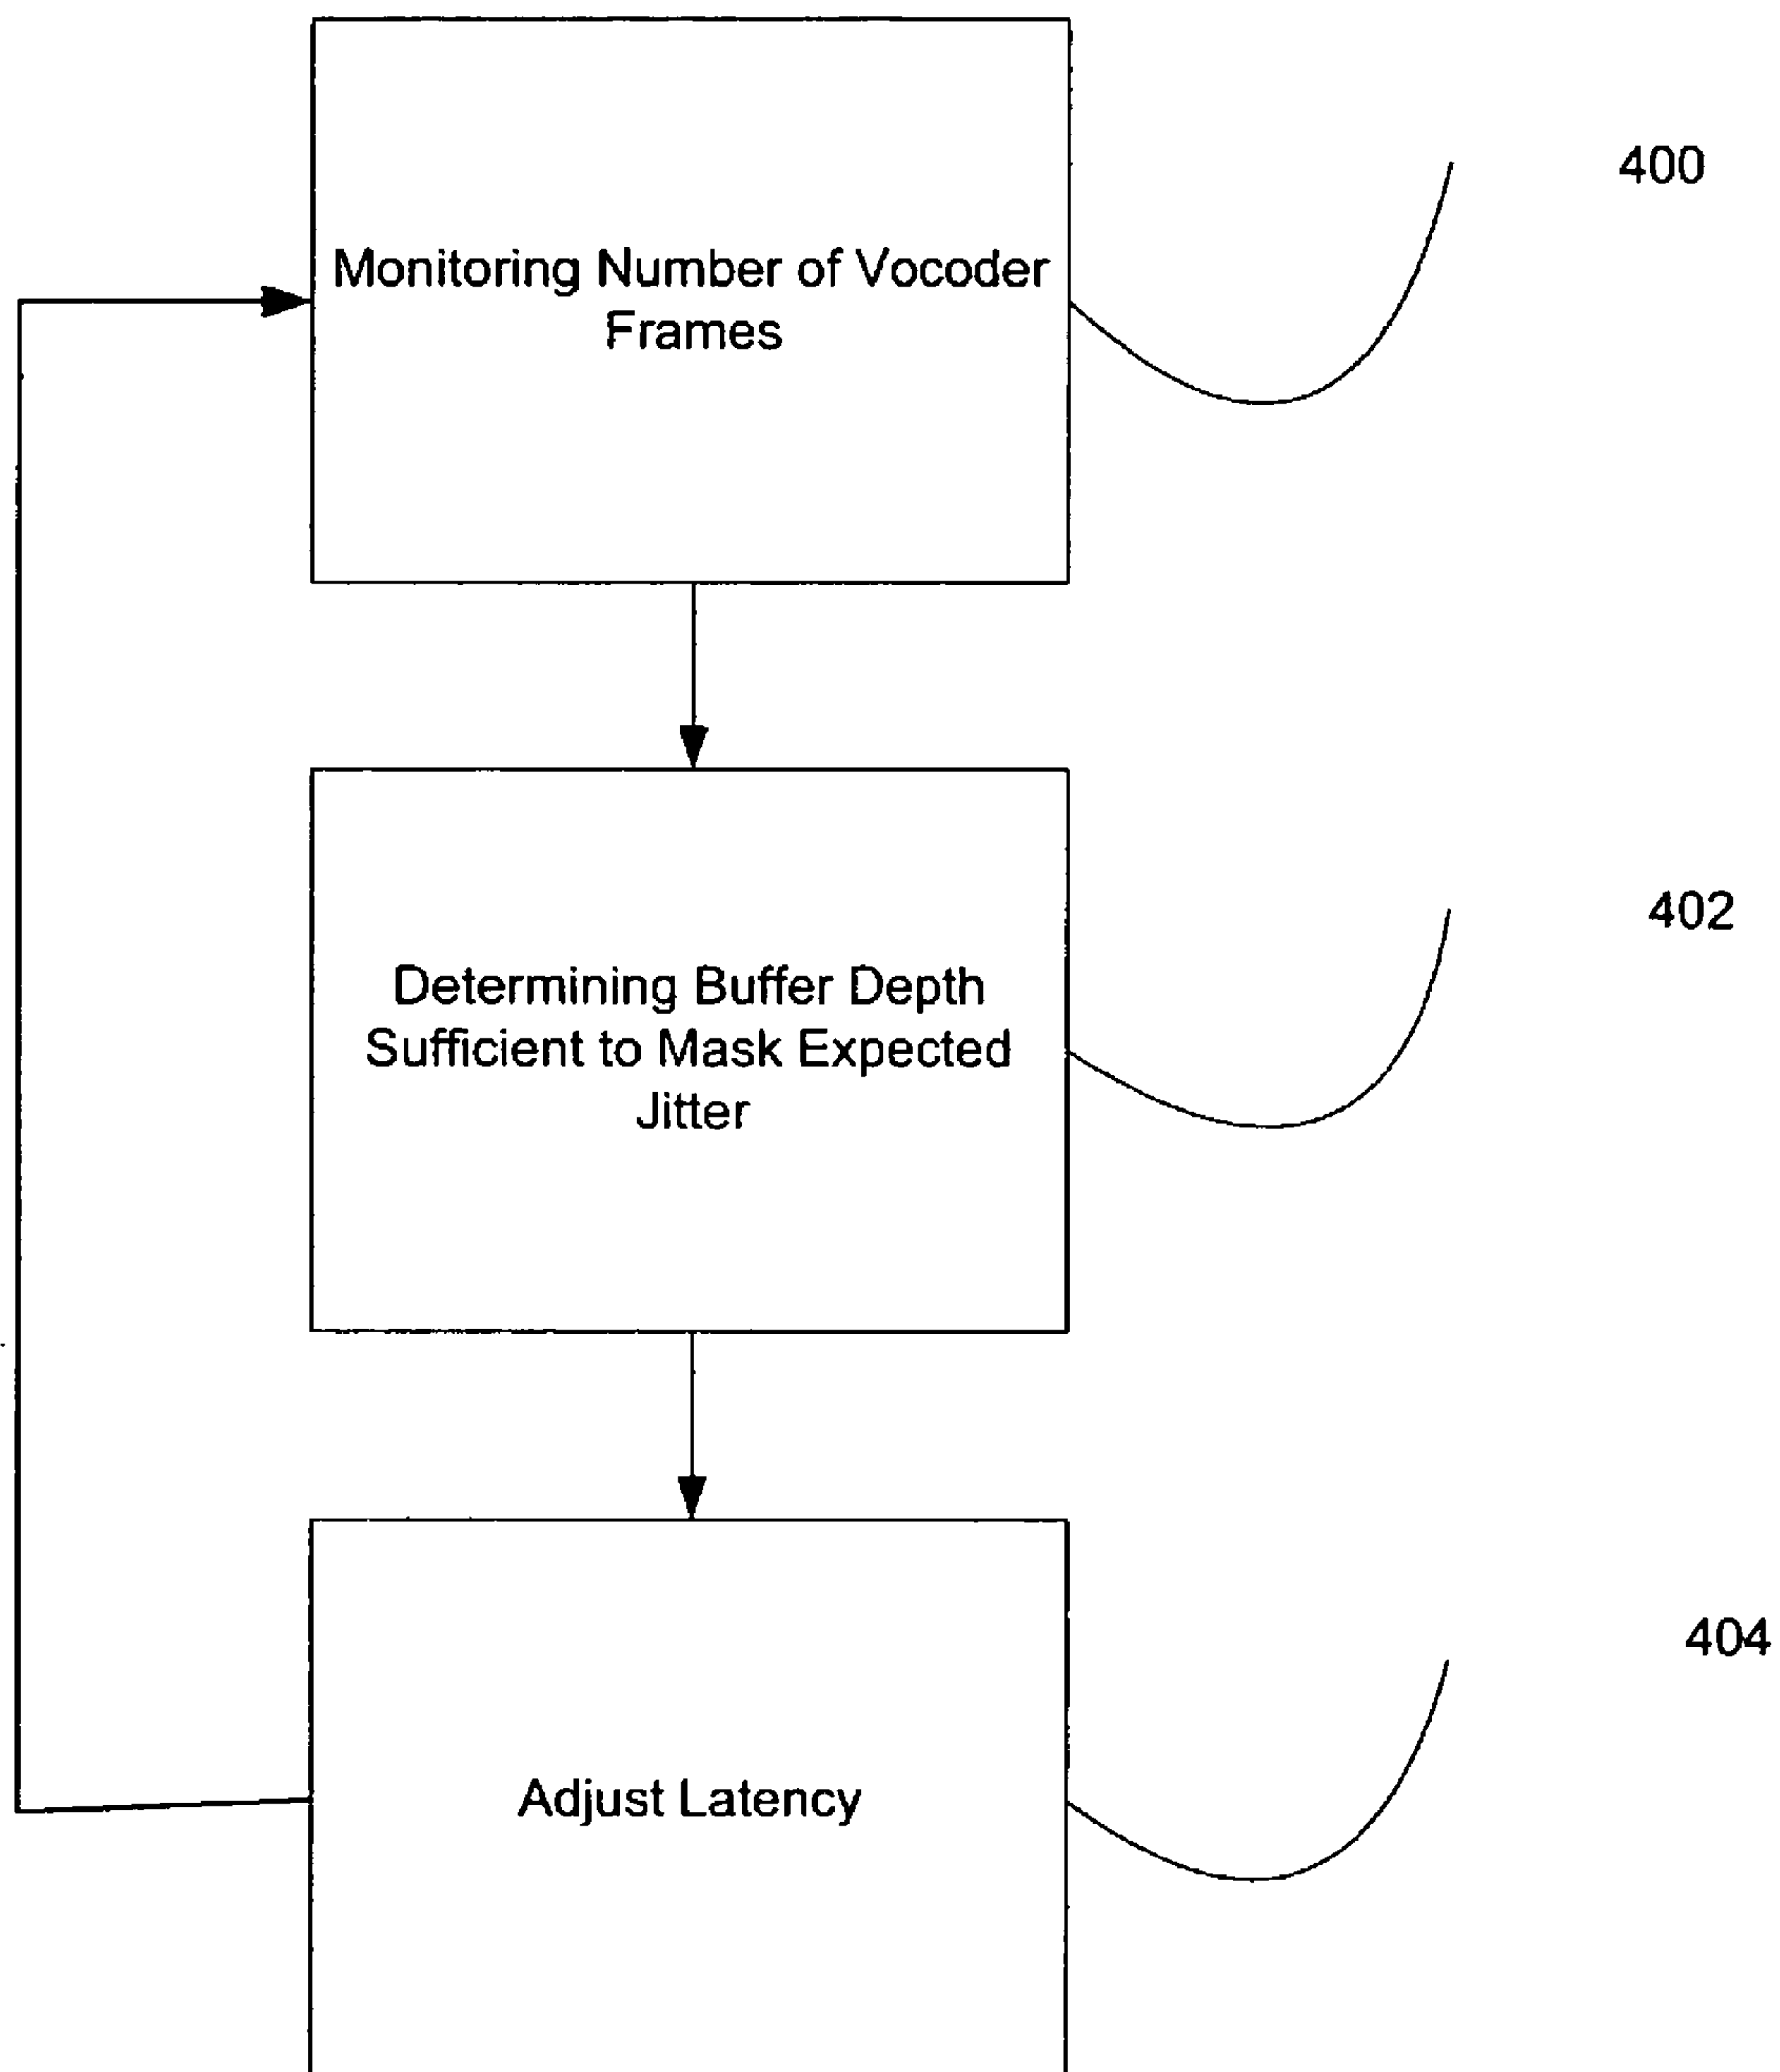 400
Monitoring Number of Vocoder
Frames
402
Determining Buffer Depth
Sufficient to Mask Expected
Jitter
404
Adjust Latency